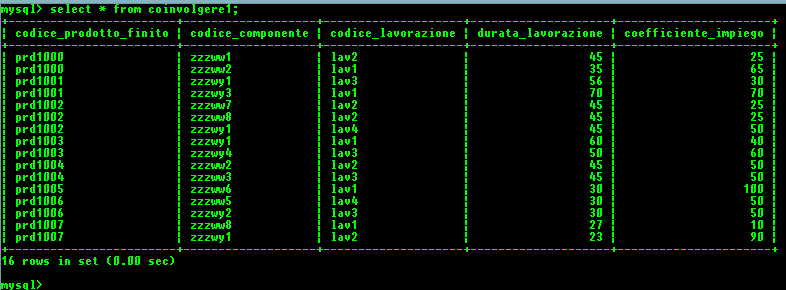 mysql> select * from coinvolgere1;
+-----------------------+-------------------+--------------------+--------------------+----------------------+
| codice_prodotto_finito | codice_componente | codice_lavorazione | durata_lavorazione | coefficiente_impiego |
+-----------------------+-------------------+--------------------+--------------------+----------------------+
| prd1000 | zzzww1 | lav2 | 45 | 25 |
| prd1000 | zzzww2 | lav1 | 35 | 65 |
| prd1001 | zzzwy1 | lav3 | 56 | 30 |
| prd1001 | zzzwy3 | lav1 | 70 | 70 |
| prd1002 | zzzww7 | lav2 | 45 | 25 |
| prd1002 | zzzww8 | lav2 | 45 | 25 |
| prd1002 | zzzwy1 | lav4 | 45 | 50 |
| prd1003 | zzzwy1 | lav1 | 60 | 40 |
| prd1003 | zzzwy4 | lav3 | 50 | 60 |
| prd1004 | zzzww2 | lav2 | 45 | 50 |
| prd1004 | zzzww3 | lav3 | 45 | 50 |
| prd1005 | zzzww6 | lav1 | 30 | 100 |
| prd1006 | zzzww5 | lav4 | 30 | 50 |
| prd1006 | zzzwy2 | lav3 | 30 | 50 |
| prd1007 | zzzww8 | lav1 | 27 | 10 |
| prd1007 | zzzwy1 | lav2 | 23 | 90 |
+-----------------------+-------------------+--------------------+--------------------+----------------------+
16 rows in set (0.00 sec)
mysql>